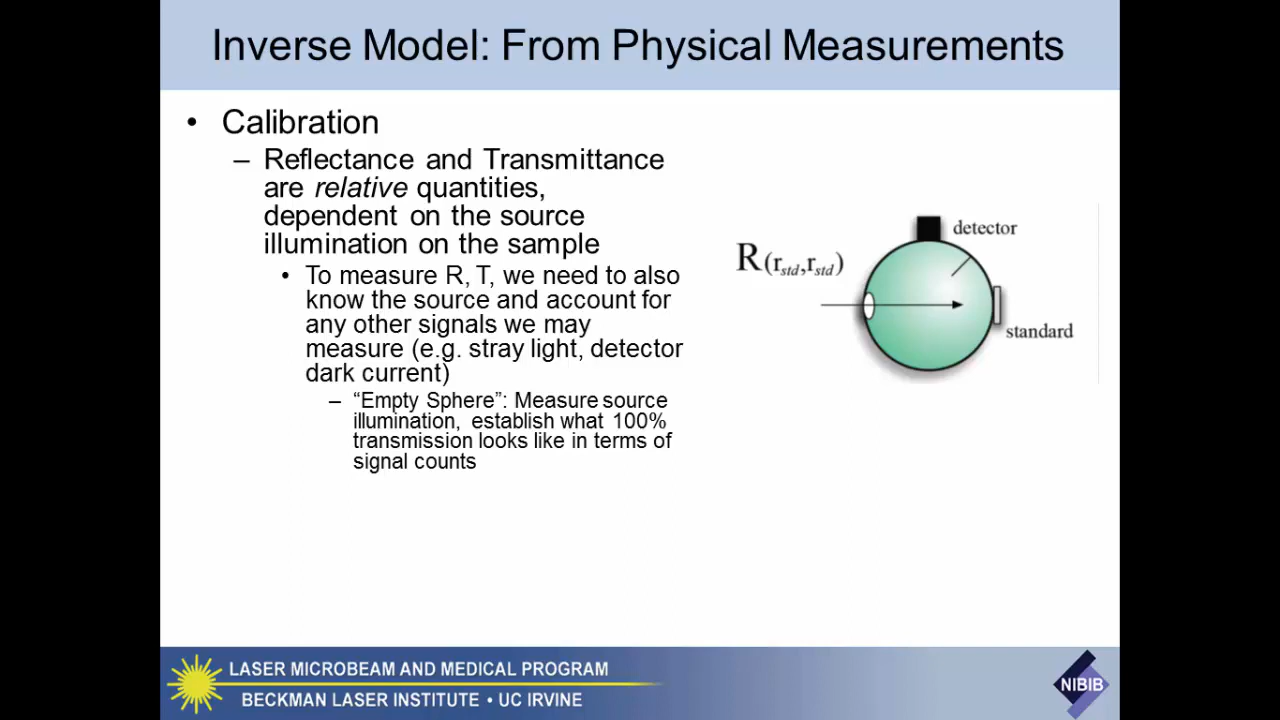 Inverse Model: From Physical Measurements
• Calibration
– Reflectance and Transmittance
are relative quantities,
dependent on the source
illumination on the sample
• To measure R, T, we need to also
know the source and account for
any other signals we may
measure (e.g. stray light, detector
dark current)
– “Empty Sphere”: Measure source
illumination, establish what 100%
transmission looks like in terms of
signal counts
detector
R(rstd,rstd)
standard
LASER MICROBEAM AND MEDICAL PROGRAM
BECKMAN LASER INSTITUTE • UC IRVINE
NIBIB